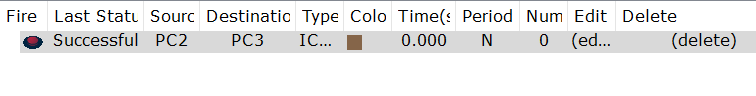 Fire Last Statu Sourc Destinatio Type Colo Time(s Period Num Edit Delete
Successful PC2 PC3 IC... 0.000 N 0 (ed... (delete)